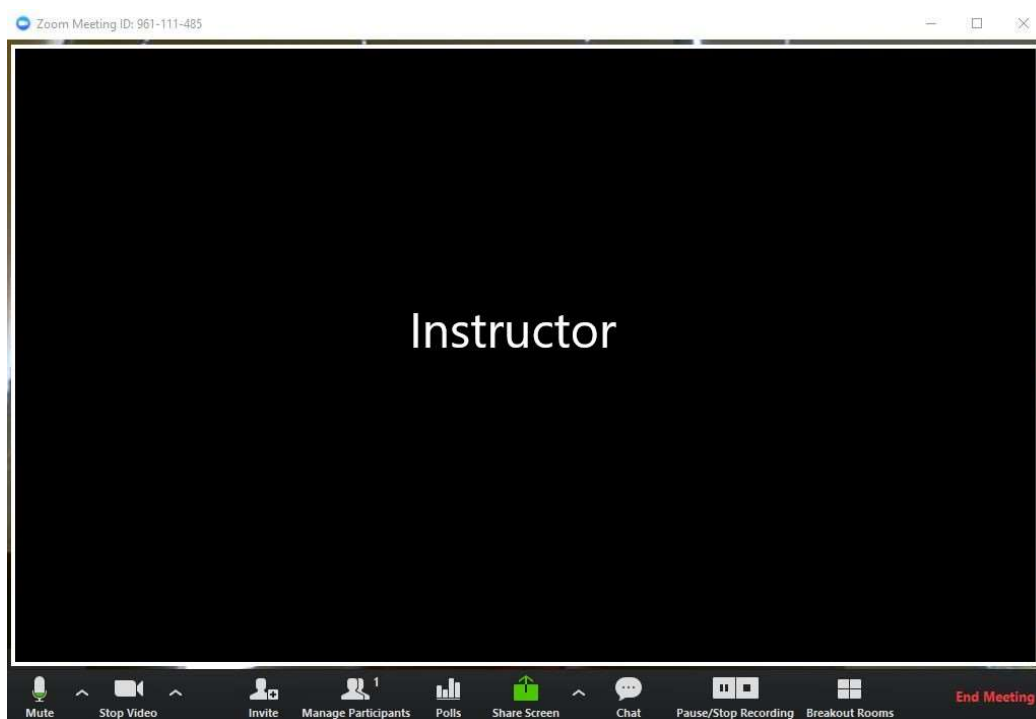 Zoom Meeting ID: 961-111-485
Instructor
1
Mute Stop Video Invite Manage Participants Polls Share Screen Chat Pause/Stop Recording Breakout Rooms End Meeting